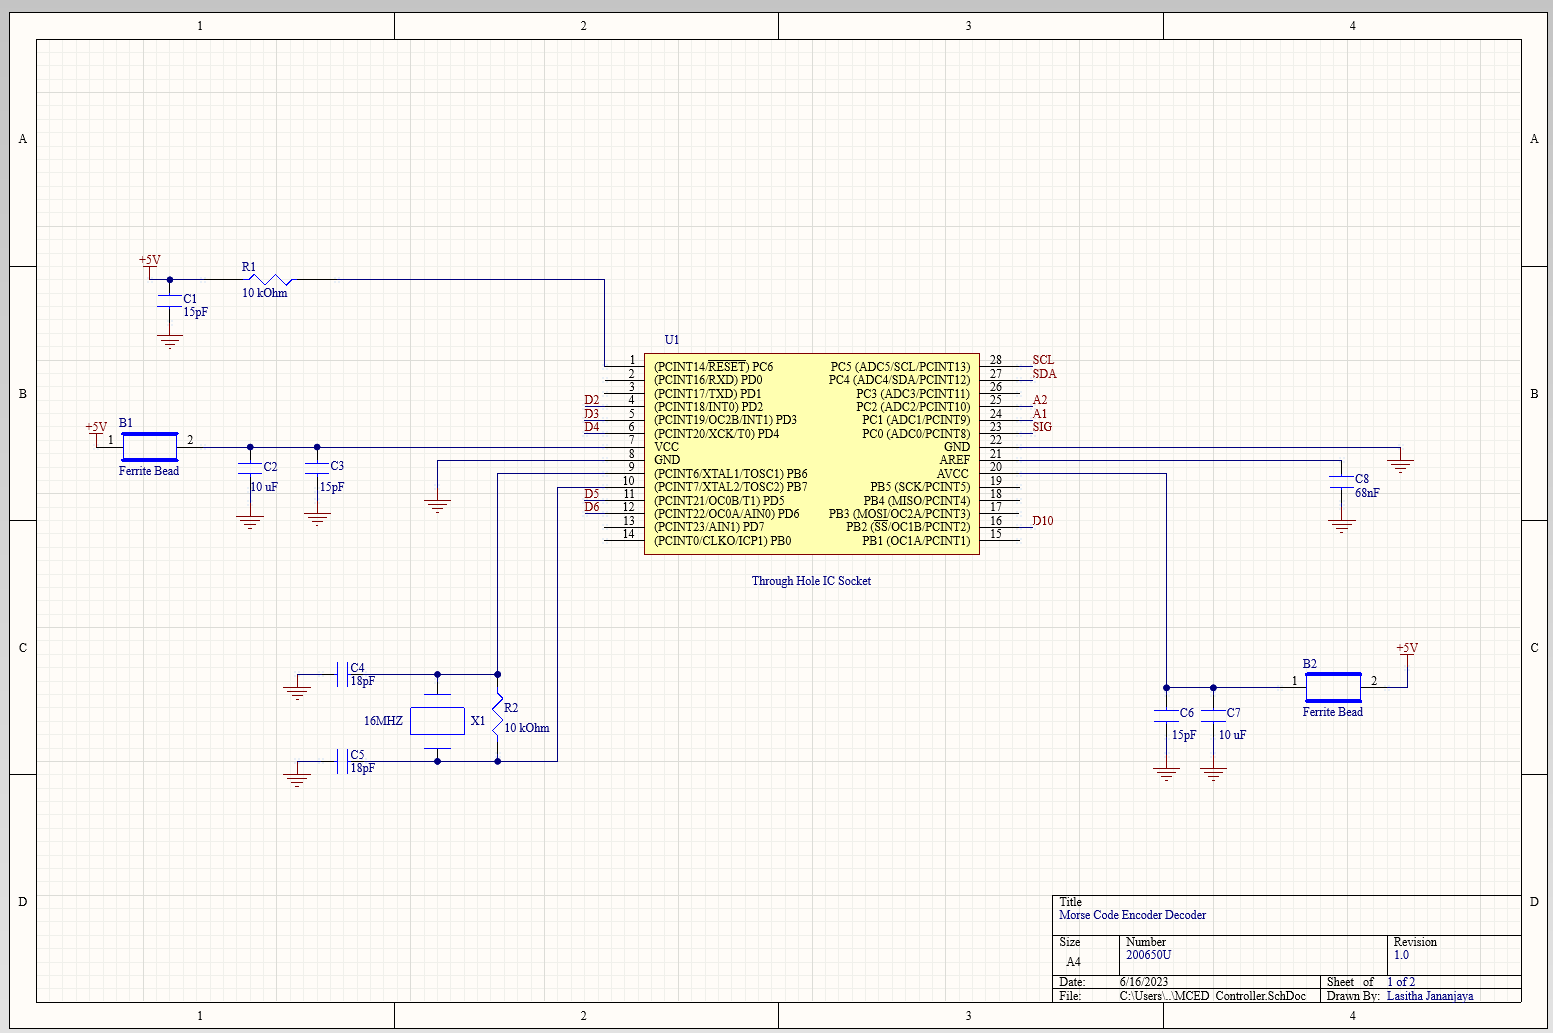 1 2 3 4
A A
+5V
R1
10 kOhm
C1
15pF
U1
1 (PCINT14/RESET) PC6 PC5 (ADC5/SCL/PCINT13) 28 SCL
2 (PCINT16/RXD) PD0 PC4 (ADC4/SDA/PCINT12) 27 SDA
3 (PCINT17/TXD) PD1 PC3 (ADC3/PCINT11) 26
B B
D2 4 (PCINT18/INT0) PD2 PC2 (ADC2/PCINT10) 25 A2
D3 5 (PCINT19/OC2B/INT1) PD3 PC1 (ADC1/PCINT9) 24 A1
D4 6 (PCINT20/XCK/T0) PD4 PC0 (ADC0/PCINT8) 23 SIG
7 VCC GND 22
8 GND AREF 21
9 (PCINT6/XTAL1/TOSC1) PB6 AVCC 20
10 (PCINT7/XTAL2/TOSC2) PB7 PB5 (SCK/PCINT5) 19
D5 11 (PCINT21/OC0B/T1) PD5 PB4 (MISO/PCINT4) 18
D6 12 (PCINT22/OC0A/AIN0) PD6 PB3 (MOSI/OC2A/PCINT3) 17
13 (PCINT23/AIN1) PD7 PB2 (SS/OC1B/PCINT2) 16 D10
14 (PCINT0/CLKO/ICP1) PB0 PB1 (OC1A/PCINT1) 15
Through Hole IC Socket
+5V
B1
1 2
Ferrite Bead
C2
10 uF
C3
15pF
C8
68nF
C C
C4
18pF
16MHZ X1
R2
10 kOhm
C5
18pF
+5V
B2
1 2
Ferrite Bead
C6
15pF
C7
10 uF
D D
Title
Morse Code Encoder Decoder
Size Number Revision
A4 200650U 1.0
Date: 6/16/2023 Sheet of 1 of 2
File: C:\Users\..\MCED Controller.SchDoc Drawn By: Lasitha Jananjaya
1 2 3 4